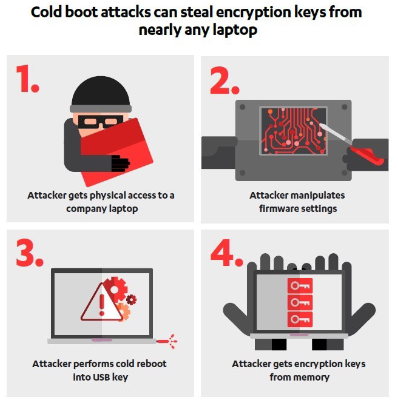 Cold boot attacks can steal encryption keys from
nearly any laptop
1.
Attacker gets physical access to a
company laptop
2.
Attacker manipulates
firmware settings
3.
Attacker performs cold reboot
into USB key
4.
Attacker gets encryption keys
from memory